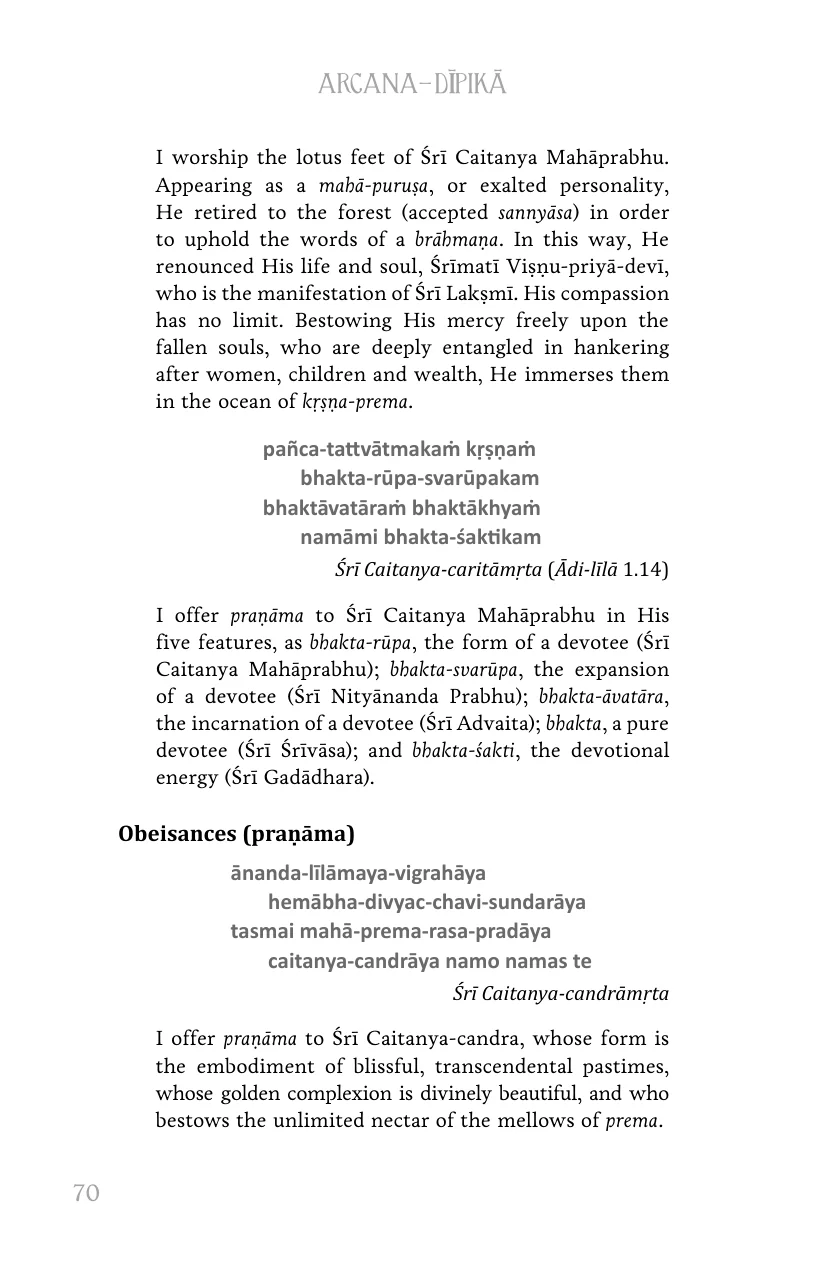 ARCANA-DĪPIKĀ
I worship the lotus feet of Śrī Caitanya Mahāprabhu.
Appearing as a mahā-puruṣa, or exalted personality,
He retired to the forest (accepted sannyāsa) in order
to uphold the words of a brāhmaṇa. In this way, He
renounced His life and soul, Śrīmatī Viṣṇu-priyā-devī,
who is the manifestation of Śrī Lakṣmī. His compassion
has no limit. Bestowing His mercy freely upon the
fallen souls, who are deeply entangled in hankering
after women, children and wealth, He immerses them
in the ocean of kṛṣṇa-prema.
pañca-tattvātmakaṁ kṛṣṇaṁ
bhakta-rūpa-svarūpakam
bhaktāvatāraṁ bhaktākhyaṁ
namāmi bhakta-śaktikam
Śrī Caitanya-caritāmṛta (Ādi-līlā 1.14)
I offer praṇāma to Śrī Caitanya Mahāprabhu in His
five features, as bhakta-rūpa, the form of a devotee (Śrī
Caitanya Mahāprabhu); bhakta-svarūpa, the expansion
of a devotee (Śrī Nityānanda Prabhu); bhakta-āvatāra,
the incarnation of a devotee (Śrī Advaita); bhakta, a pure
devotee (Śrī Śrīvāsa); and bhakta-śakti, the devotional
energy (Śrī Gadādhara).
Obeisances (praṇāma)
ānanda-līlāmaya-vigrahāya
hemābha-divyac-chavi-sundarāya
tasmai mahā-prema-rasa-pradāya
caitanya-candrāya namo namas te
Śrī Caitanya-candrāmṛta
I offer praṇāma to Śrī Caitanya-candra, whose form is
the embodiment of blissful, transcendental pastimes,
whose golden complexion is divinely beautiful, and who
bestows the unlimited nectar of the mellows of prema.
70